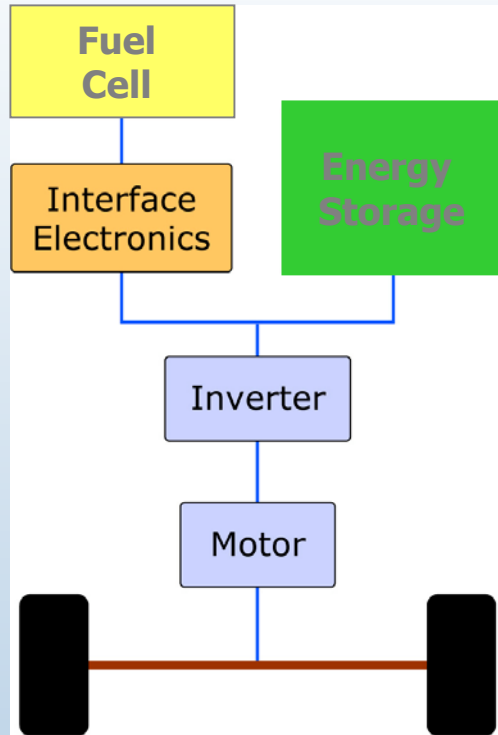 Fuel
Cell
Energy
Storage
Interface
Electronics
Inverter
Motor